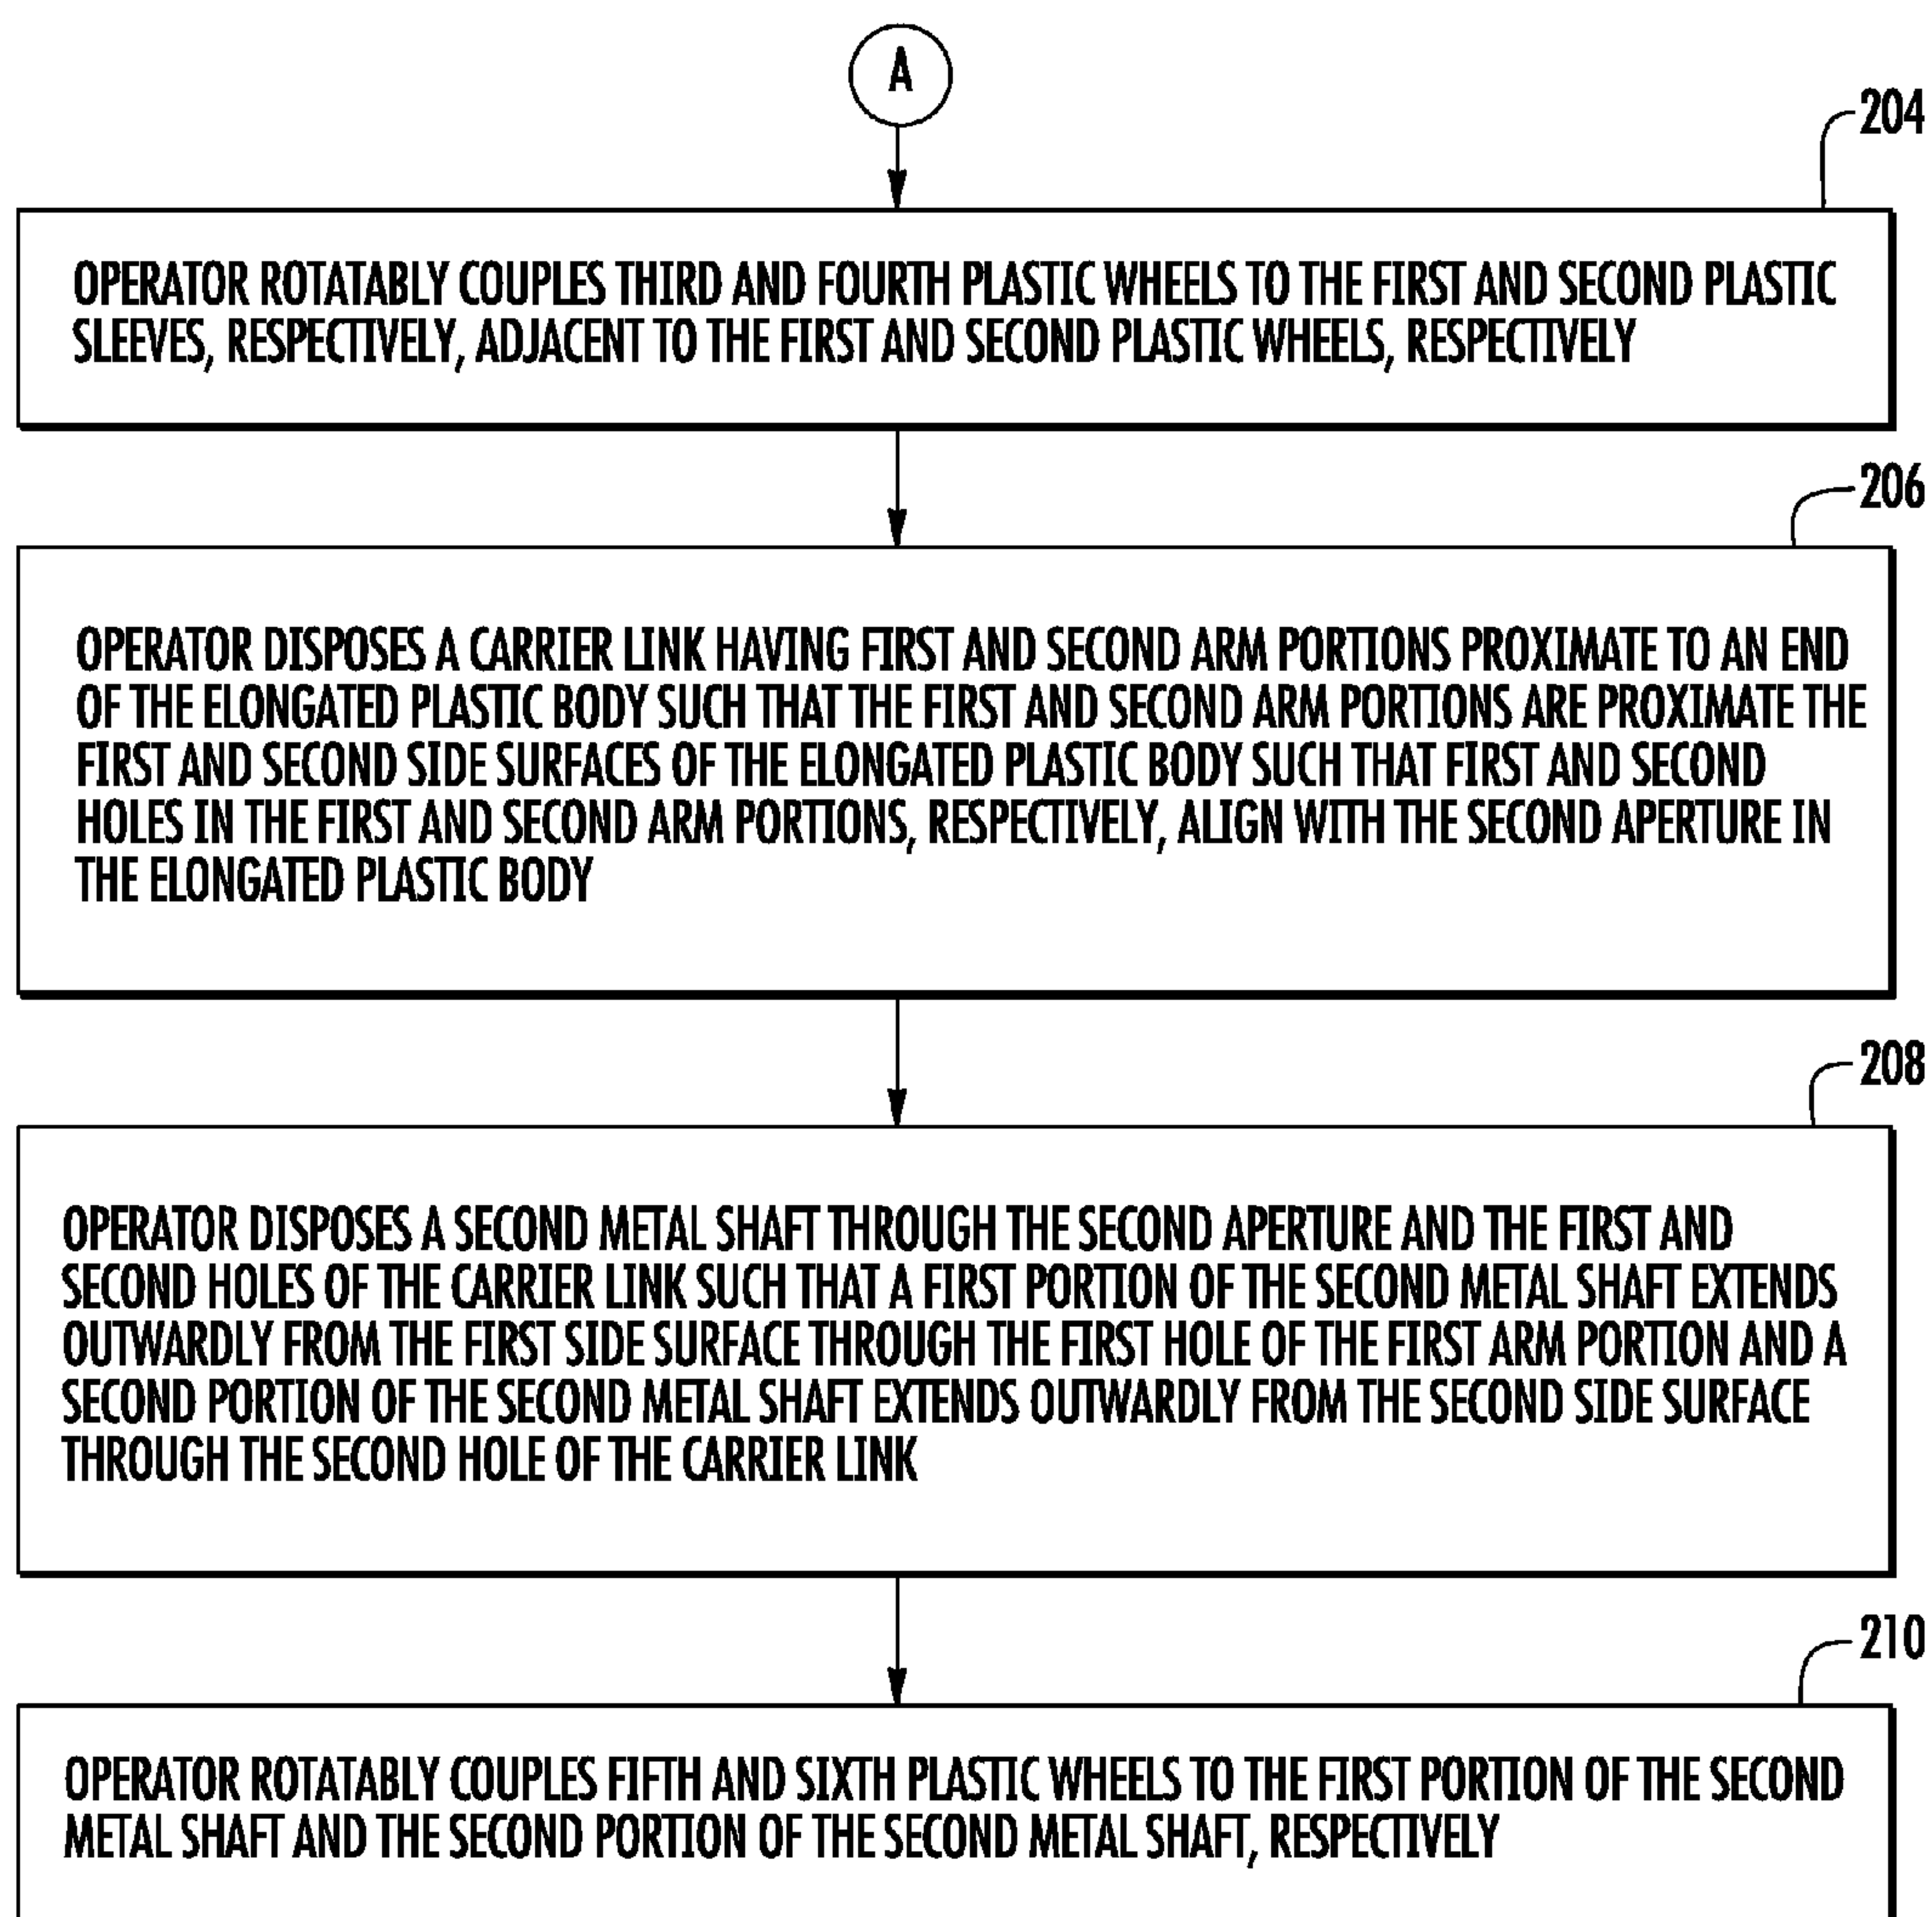 A
204
OPERATOR ROTATABLY COUPLES THIRD AND FOURTH PLASTIC WHEELS TO THE FIRST AND SECOND PLASTIC
SLEEVES, RESPECTIVELY, ADJACENT TO THE FIRST AND SECOND PLASTIC WHEELS, RESPECTIVELY
206
OPERATOR DISPOSES A CARRIER LINK HAVING FIRST AND SECOND ARM PORTIONS PROXIMATE TO AN END
OF THE ELONGATED PLASTIC BODY SUCH THAT THE FIRST AND SECOND ARM PORTIONS ARE PROXIMATE THE
FIRST AND SECOND SIDE SURFACES OF THE ELONGATED PLASTIC BODY SUCH THAT FIRST AND SECOND
HOLES IN THE FIRST AND SECOND ARM PORTIONS, RESPECTIVELY, ALIGN WITH THE SECOND APERTURE IN
THE ELONGATED PLASTIC BODY
208
OPERATOR DISPOSES A SECOND METAL SHAFT THROUGH THE SECOND APERTURE AND THE FIRST AND
SECOND HOLES OF THE CARRIER LINK SUCH THAT A FIRST PORTION OF THE SECOND METAL SHAFT EXTENDS
OUTWARDLY FROM THE FIRST SIDE SURFACE THROUGH THE FIRST HOLE OF THE FIRST ARM PORTION AND A
SECOND PORTION OF THE SECOND METAL SHAFT EXTENDS OUTWARDLY FROM THE SECOND SIDE SURFACE
THROUGH THE SECOND HOLE OF THE CARRIER LINK
210
OPERATOR ROTATABLY COUPLES FIFTH AND SIXTH PLASTIC WHEELS TO THE FIRST PORTION OF THE SECOND
METAL SHAFT AND THE SECOND PORTION OF THE SECOND METAL SHAFT, RESPECTIVELY